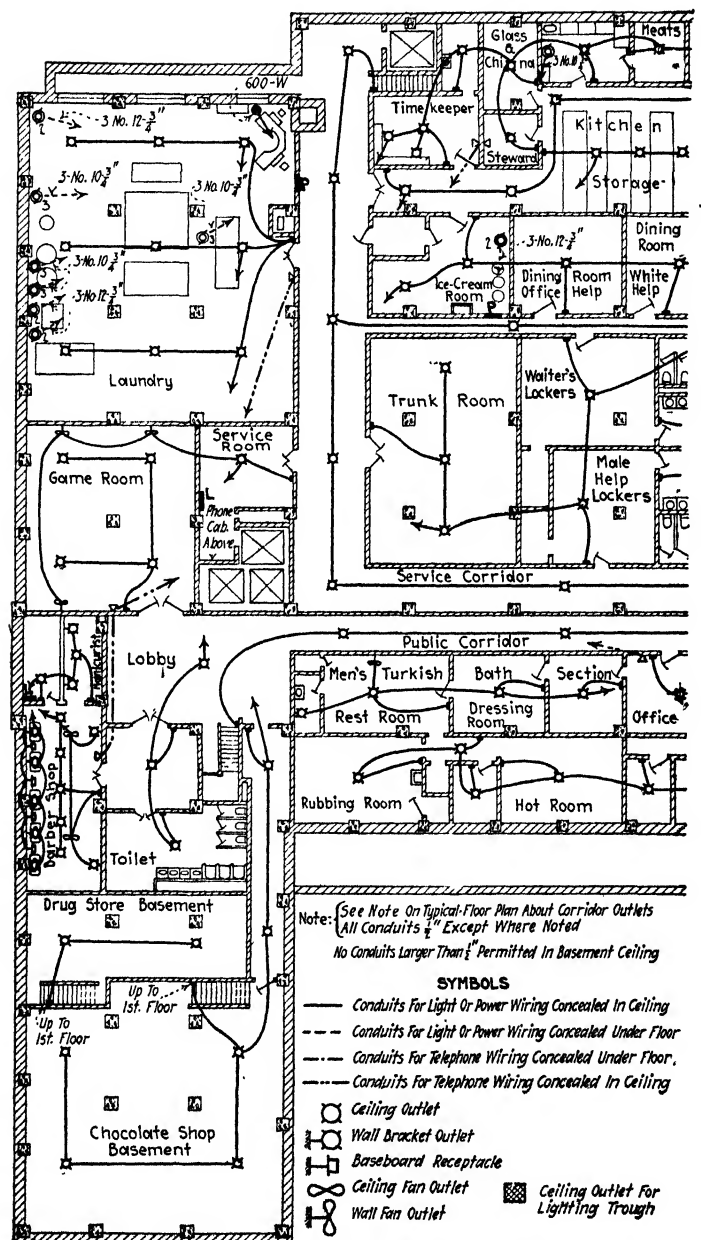 600-W
Glass
&
China
Meats
3 No. 12-3/4"
Timekeeper
3 No. 10 1/2"
Kitchen
Steward
Storage
3-No. 10-3/4"
3 No. 10-3/4"
2
3-No. 12-3/4"
Dining
Room
3-No. 10 3/4"
3 No 12-3/4"
Ice-Cream
Room
Dining
Office
Room
Help
White
Help
Laundry
Trunk Room
Waiter's
Lockers
Service
Room
Game Room
Male
Help
Lockers
L
Phone
Cab.
Above
Service Corridor
Public Corridor
Manicurist
Lobby
Men's Turkish Bath Section
Rest Room
Dressing
Room
Office
Barber Shop
Rubbing Room
Hot Room
Toilet
Drug Store Basement
Note: See Note On Typical-Floor Plan About Corridor Outlets
All Conduits 1/2" Except Where Noted
No Conduits Larger Than 1/2" Permitted In Basement Ceiling
Up To
1st. Floor
Up To
1st. Floor
SYMBOLS
Conduits For Light Or Power Wiring Concealed In Ceiling
Conduits For Light Or Power Wiring Concealed Under Floor
Conduits For Telephone Wiring Concealed Under Floor.
Conduits For Telephone Wiring Concealed In Ceiling
Ceiling Outlet
Wall Bracket Outlet
Baseboard Receptacle
Ceiling Fan Outlet
Wall Fan Outlet
Ceiling Outlet For
Lighting Trough
Chocolate Shop
Basement